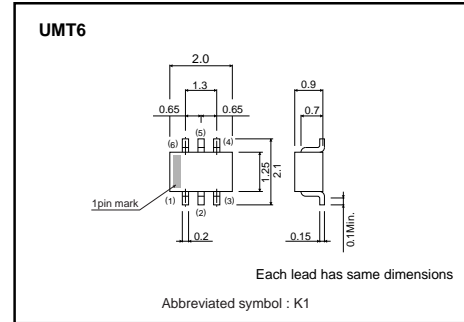 UMT6
2.0
1.3
0.65 0.65
0.9
0.7
(6) (5) (4)
1.25
2.1
1pin mark
(1) (2) (3)
0.2
0.15
0.1Min.
Each lead has same dimensions
Abbreviated symbol : K1